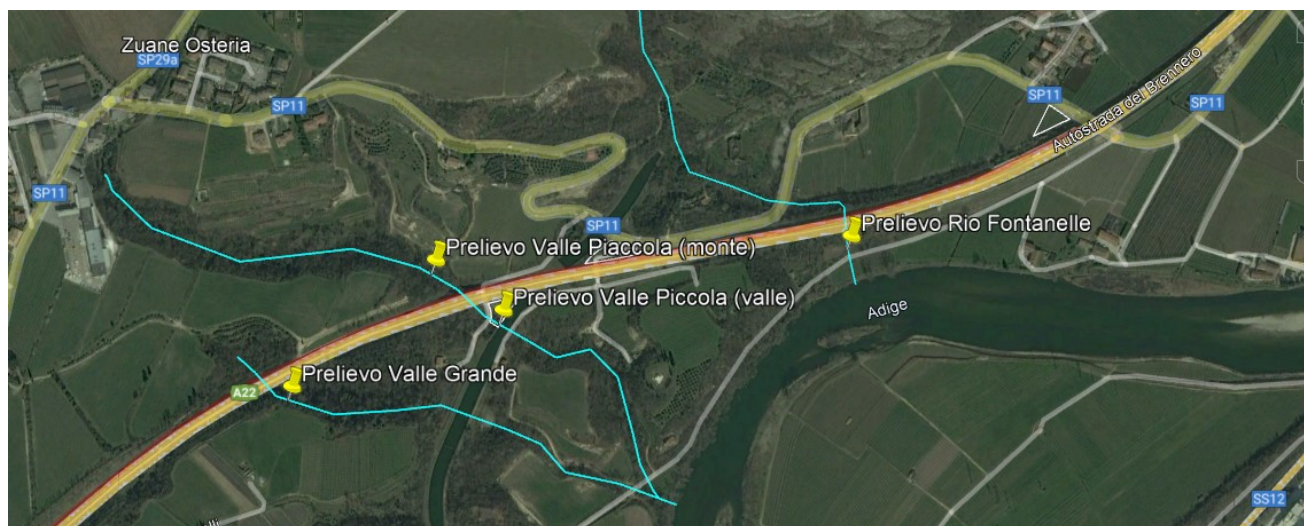 Zuane Osteria
SP29a
SP11
SP11
SP11
Autostrada del Brennero
SP11
SP11
Prelievo Rio Fontanelle
Prelievo Valle Piaccola (monte)
Prelievo Valle Piccola (valle)
Adige
Prelievo Valle Grande
A22
SS12